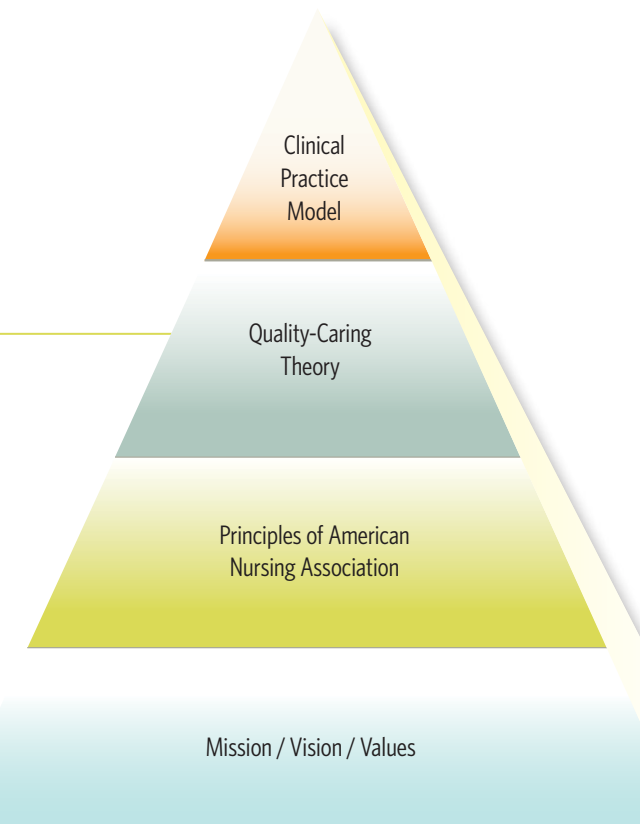 Clinical
Practice
Model
Quality-Caring
Theory
Principles of American
Nursing Association
Mission / Vision / Values